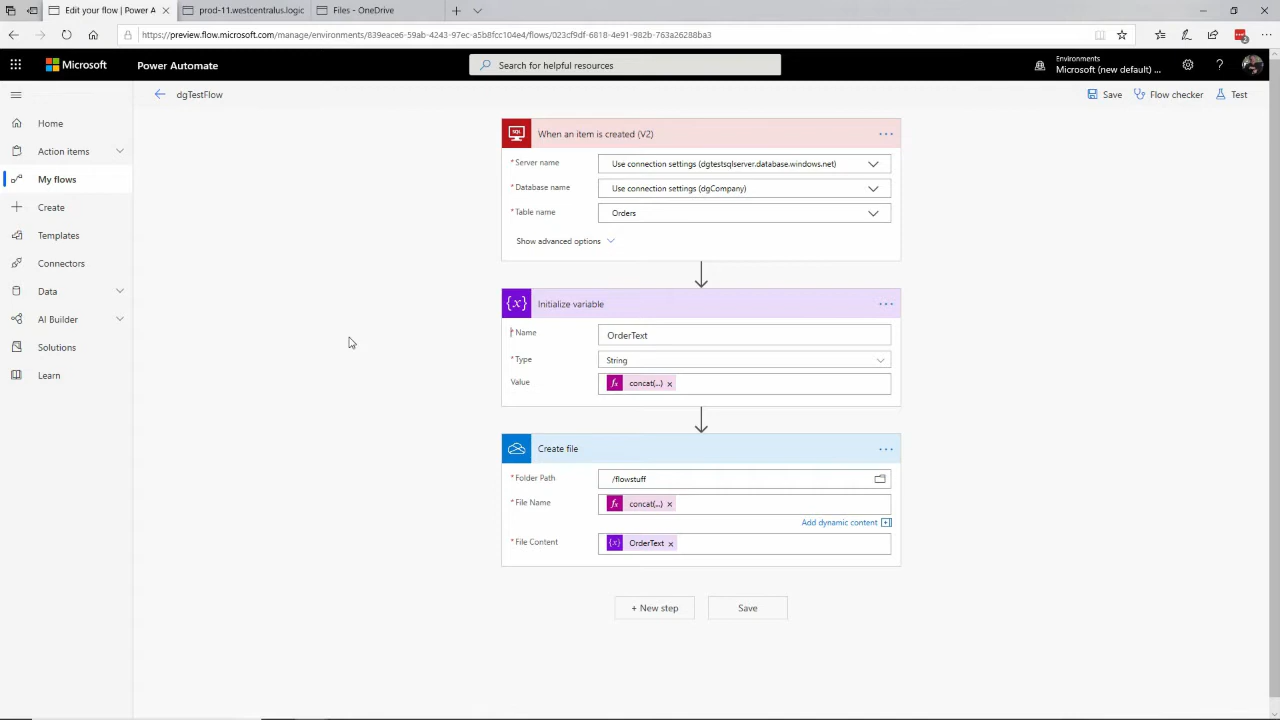 Edit your flow | Power A
prod-11.westcentralus.logic
Files - OneDrive
https://preview.flow.microsoft.com/manage/environments/839eace6-59ab-4243-97ec-a5b8fcc104e4/flows/023cf9df-6818-4e91-982b-763a26288ba3
Microsoft
Power Automate
Search for helpful resources
Environments
Microsoft (new default) ...
dgTestFlow
Save
Flow checker
Test
Home
Action items
My flows
Create
Templates
Connectors
Data
AI Builder
Solutions
Learn
SQL
When an item is created (V2)
* Server name
Use connection settings (dgtestsqlserver.database.windows.net)
* Database name
Use connection settings (dgCompany)
* Table name
Orders
Show advanced options
{x}
Initialize variable
* Name
OrderText
* Type
String
Value
fx concat(...) x
Create file
* Folder Path
/flowstuff
* File Name
fx concat(...) x
Add dynamic content
* File Content
{x} OrderText x
+ New step
Save